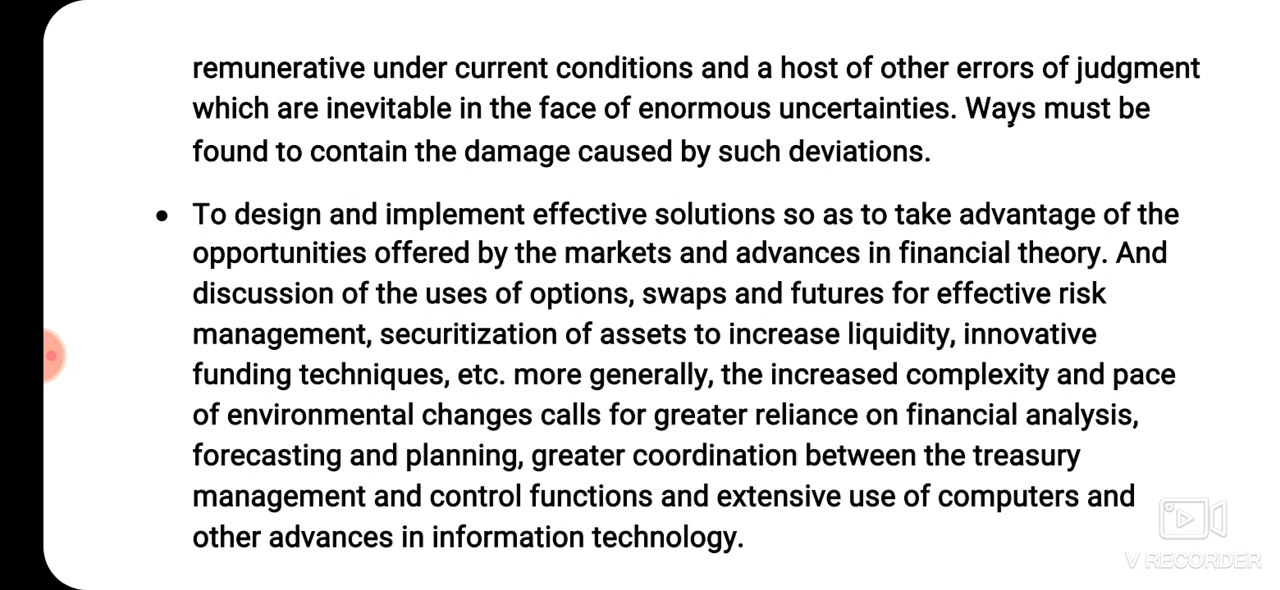 remunerative under current conditions and a host of other errors of judgment
which are inevitable in the face of enormous uncertainties. Ways must be
found to contain the damage caused by such deviations.
• To design and implement effective solutions so as to take advantage of the
opportunities offered by the markets and advances in financial theory. And
discussion of the uses of options, swaps and futures for effective risk
management, securitization of assets to increase liquidity, innovative
funding techniques, etc. more generally, the increased complexity and pace
of environmental changes calls for greater reliance on financial analysis,
forecasting and planning, greater coordination between the treasury
management and control functions and extensive use of computers and
other advances in information technology.
V RECORDER